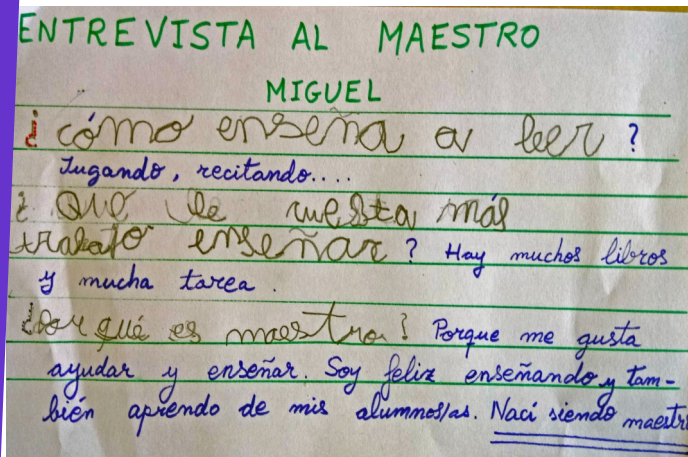 ENTREVISTA AL MAESTRO
MIGUEL
¿cómo enseña a leer?
Jugando, recitando....
¿Que le cuesta más
trabajo enseñar? Hay muchos libros
y mucha tarea.
¿Por qué es maestro? Porque me gusta
ayudar y enseñar. Soy feliz enseñando y tam-
bién aprendo de mis alumnos/as. Nací siendo maestro